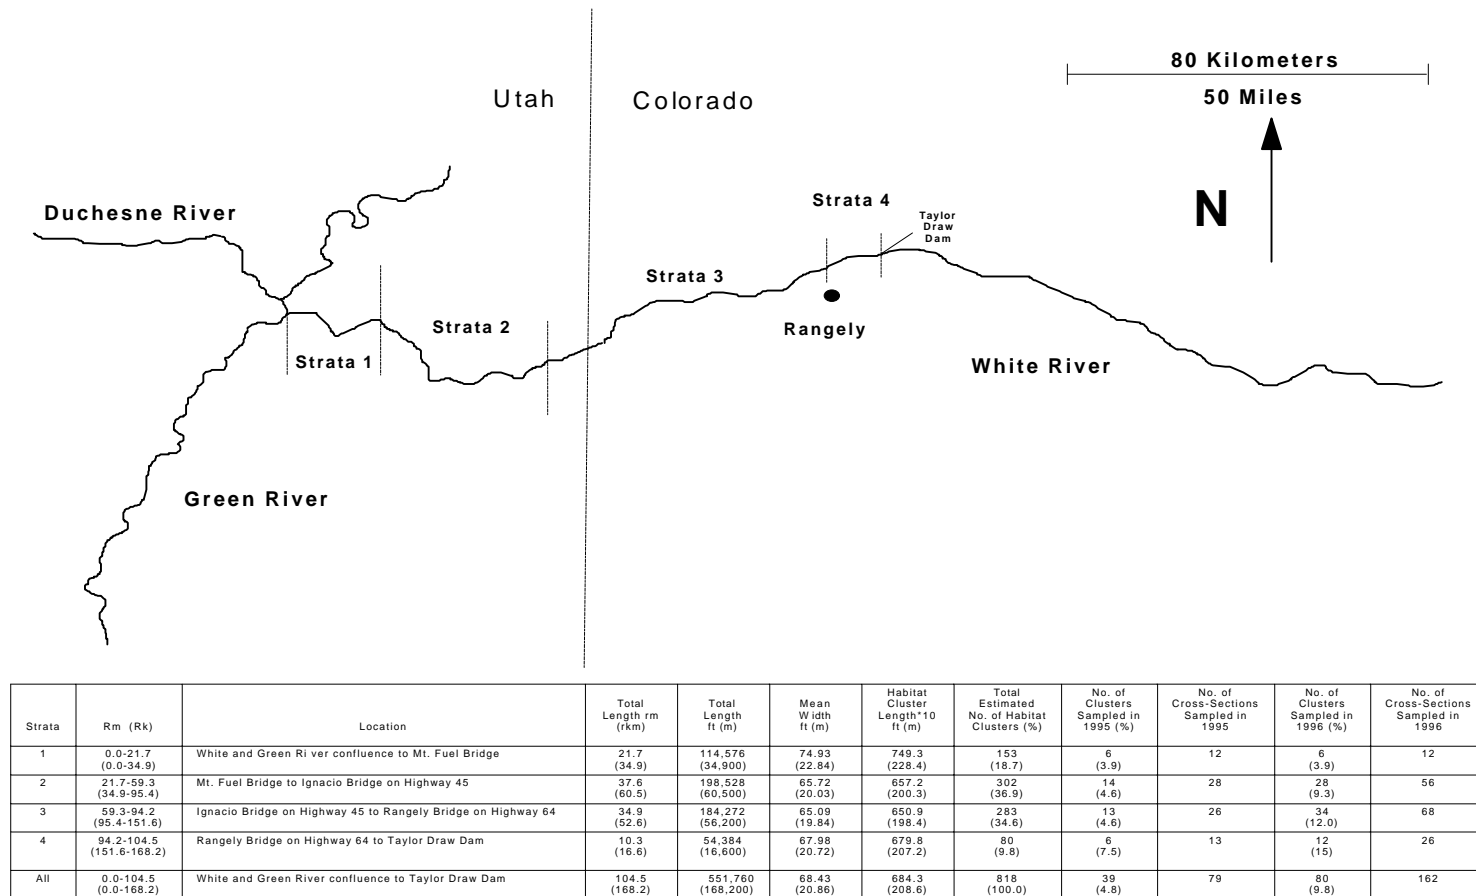 80 Kilometers
50 Miles
Utah
Colorado
N
Duchesne River
Strata 4
Taylor
Draw
Dam
Strata 3
Rangely
Strata 2
Strata 1
White River
Green River
Strata Rm (Rk) Location Total Length rm (rkm) Total Length ft (m) Mean Width ft (m) Habitat Cluster Length*10 ft (m) Total Estimated No. of Habitat Clusters (%) No. of Clusters Sampled in 1995 (%) No. of Cross-Sections Sampled in 1995 No. of Clusters Sampled in 1996 (%) No. of Cross-Sections Sampled in 1996
1 0.0-21.7 White and Green Ri ver confluence to Mt. Fuel Bridge 21.7 114,576 74.93 749.3 153 6 12 6 12
(0.0-34.9) (34.9) (34,900) (22.84) (228.4) (18.7) (3.9) (3.9)
2 21.7-59.3 Mt. Fuel Bridge to Ignacio Bridge on Highway 45 37.6 198,528 65.72 657.2 302 14 28 28 56
(34.9-95.4) (60.5) (60,500) (20.03) (200.3) (36.9) (4.6) (9.3)
3 59.3-94.2 Ignacio Bridge on Highway 45 to Rangely Bridge on Highway 64 34.9 184,272 65.09 650.9 283 13 26 34 68
(95.4-151.6) (52.6) (56,200) (19.84) (198.4) (34.6) (4.6) (12.0)
4 94.2-104.5 Rangely Bridge on Highway 64 to Taylor Draw Dam 10.3 54,384 67.98 679.8 80 6 13 12 26
(151.6-168.2) (16.6) (16,600) (20.72) (207.2) (9.8) (7.5) (15)
All 0.0-104.5 White and Green River confluence to Taylor Draw Dam 104.5 551,760 68.43 684.3 818 39 79 80 162
(0.0-168.2) (168.2) (168,200) (20.86) (208.6) (100.0) (4.8) (9.8)